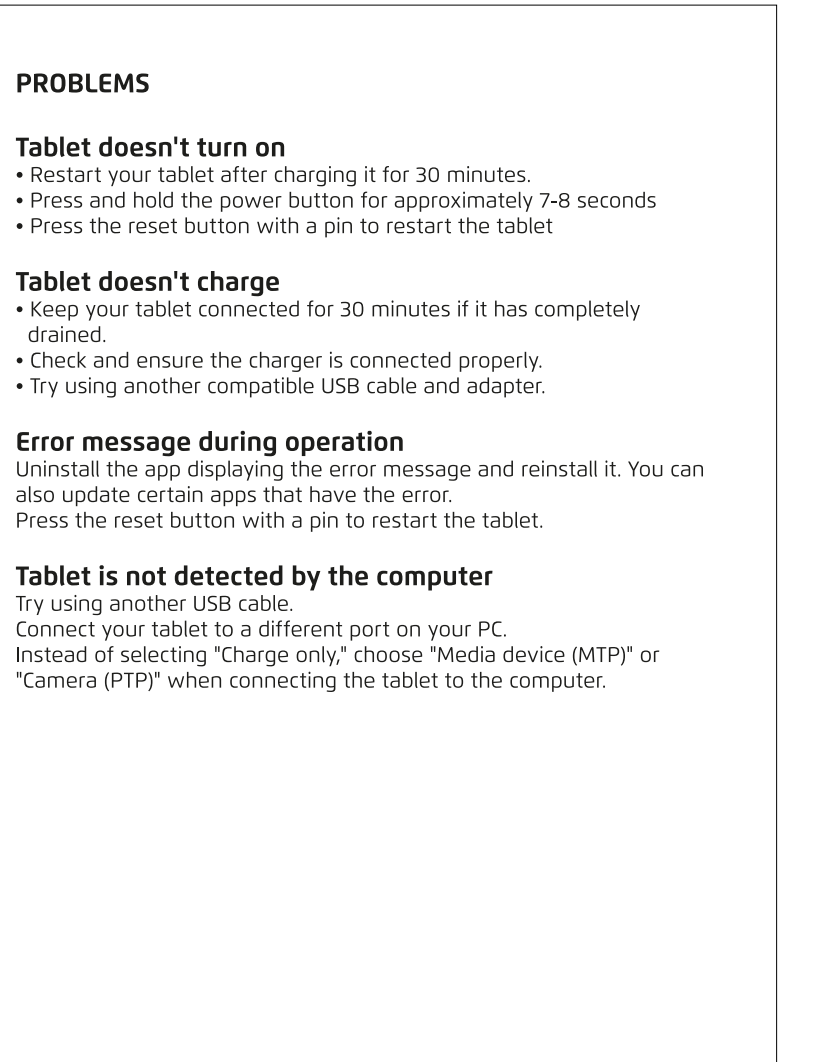 PROBLEMS
Tablet doesn't turn on
• Restart your tablet after charging it for 30 minutes.
• Press and hold the power button for approximately 7-8 seconds
• Press the reset button with a pin to restart the tablet
Tablet doesn't charge
• Keep your tablet connected for 30 minutes if it has completely
drained.
• Check and ensure the charger is connected properly.
• Try using another compatible USB cable and adapter.
Error message during operation
Uninstall the app displaying the error message and reinstall it. You can
also update certain apps that have the error.
Press the reset button with a pin to restart the tablet.
Tablet is not detected by the computer
Try using another USB cable.
Connect your tablet to a different port on your PC.
Instead of selecting "Charge only," choose "Media device (MTP)" or
"Camera (PTP)" when connecting the tablet to the computer.